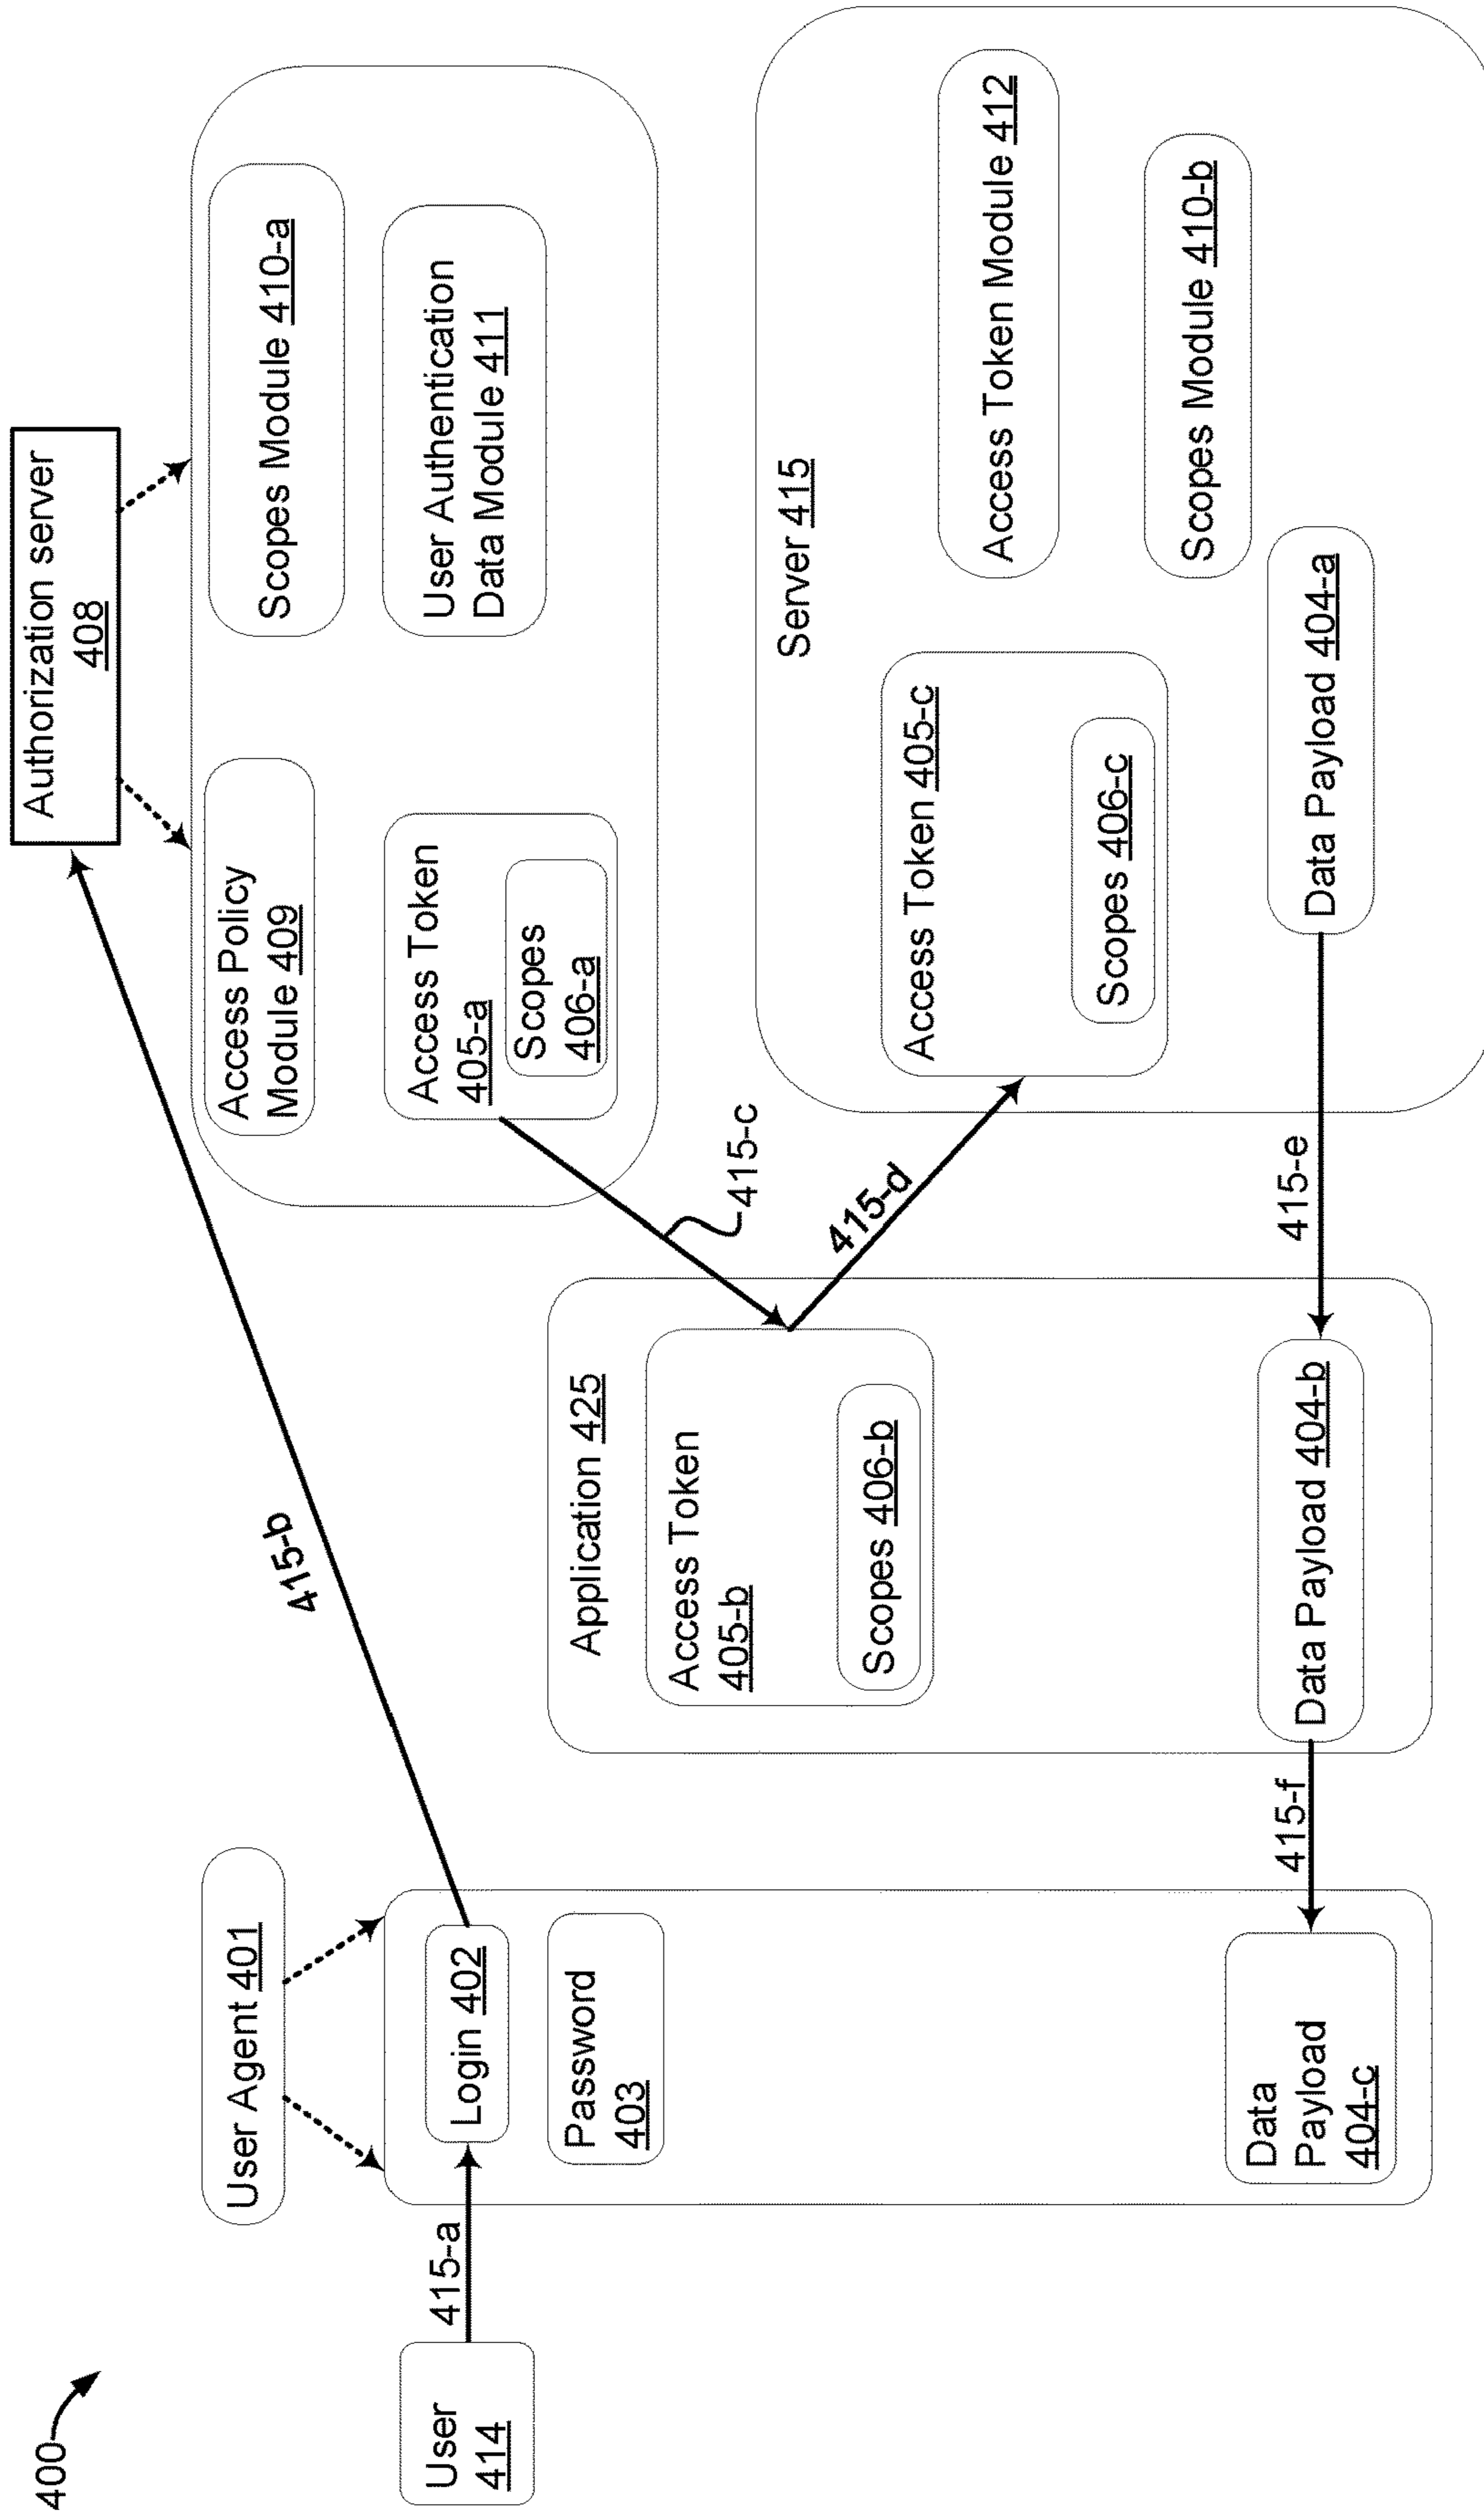 400
User
414
415-a
User Agent 401
Login 402
Password
403
Data
Payload
404-c
415-b
415-f
Application 425
Access Token
405-b
Scopes 406-b
Data Payload 404-b
415-c
415-d
415-e
Authorization server
408
Access Policy
Module 409
Scopes Module 410-a
Access Token
405-a
Scopes
406-a
User Authentication
Data Module 411
Server 415
Access Token 405-c
Scopes 406-c
Access Token Module 412
Scopes Module 410-b
Data Payload 404-a